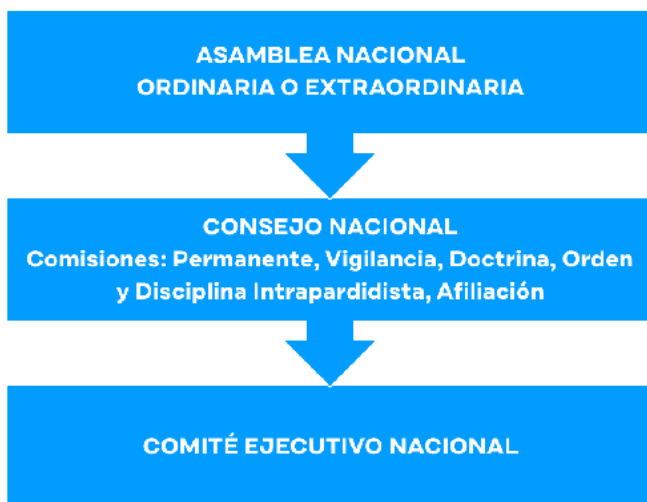 ASAMBLEA NACIONAL
ORDINARIA O EXTRAORDINARIA
CONSEJO NACIONAL
Comisiones: Permanente, Vigilancia, Doctrina, Orden
y Disciplina Intrapardidista, Afiliación
COMITÉ EJECUTIVO NACIONAL